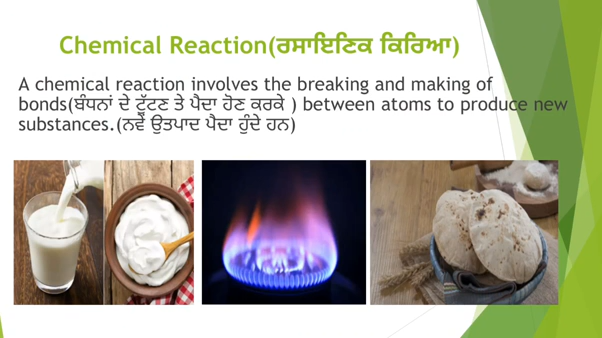 Chemical Reaction(ਰਸਾਇਣਿਕ ਕਿਰਿਆ)
A chemical reaction involves the breaking and making of
bonds(ਬੰਧਨਾਂ ਦੇ ਟੁੱਟਣ ਤੇ ਪੈਦਾ ਹੋਣ ਕਰਕੇ ) between atoms to produce new
substances.(ਨਵੇਂ ਉਤਪਾਦ ਪੈਦਾ ਹੁੰਦੇ ਹਨ)